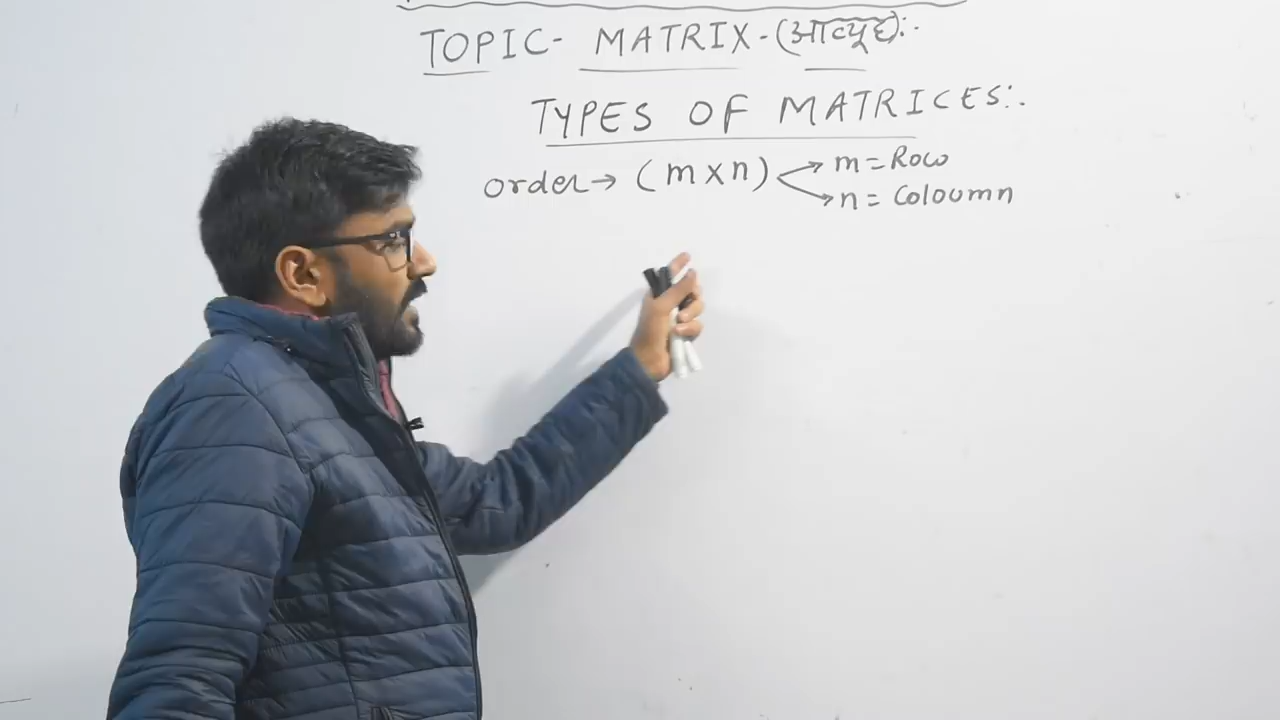 TOPIC- MATRIX-(आव्यूह):-
TYPES OF MATRICES:.
order→ (m×n) → m=Row
→ n= Coloumn